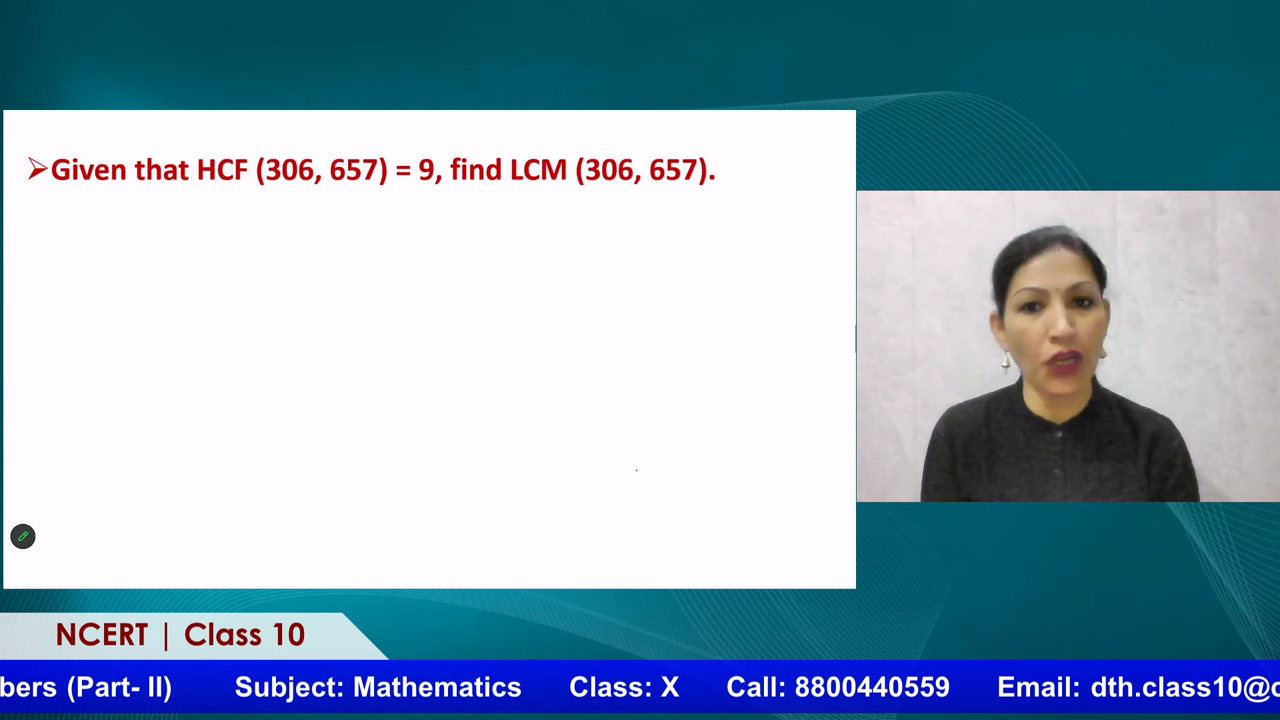 ➢Given that HCF (306, 657) = 9, find LCM (306, 657).
NCERT | Class 10
bers (Part- II) Subject: Mathematics Class: X Call: 8800440559 Email: dth.class10@c